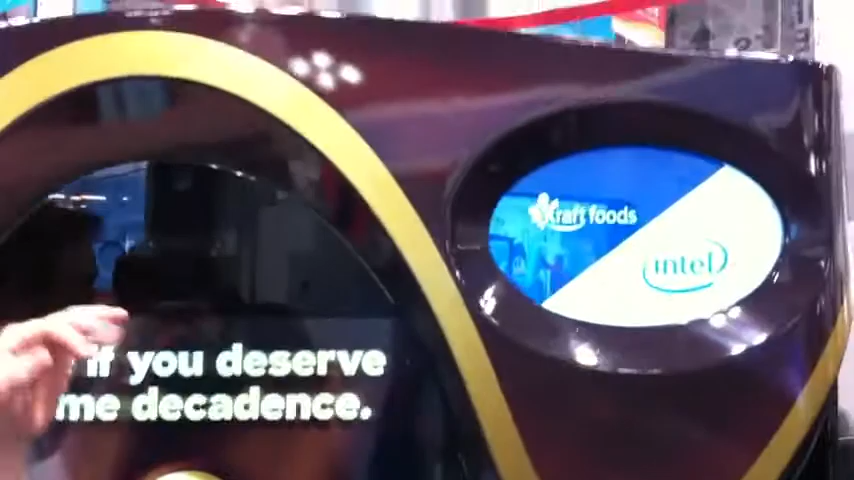 kraft foods
intel
if you deserve
me decadence.